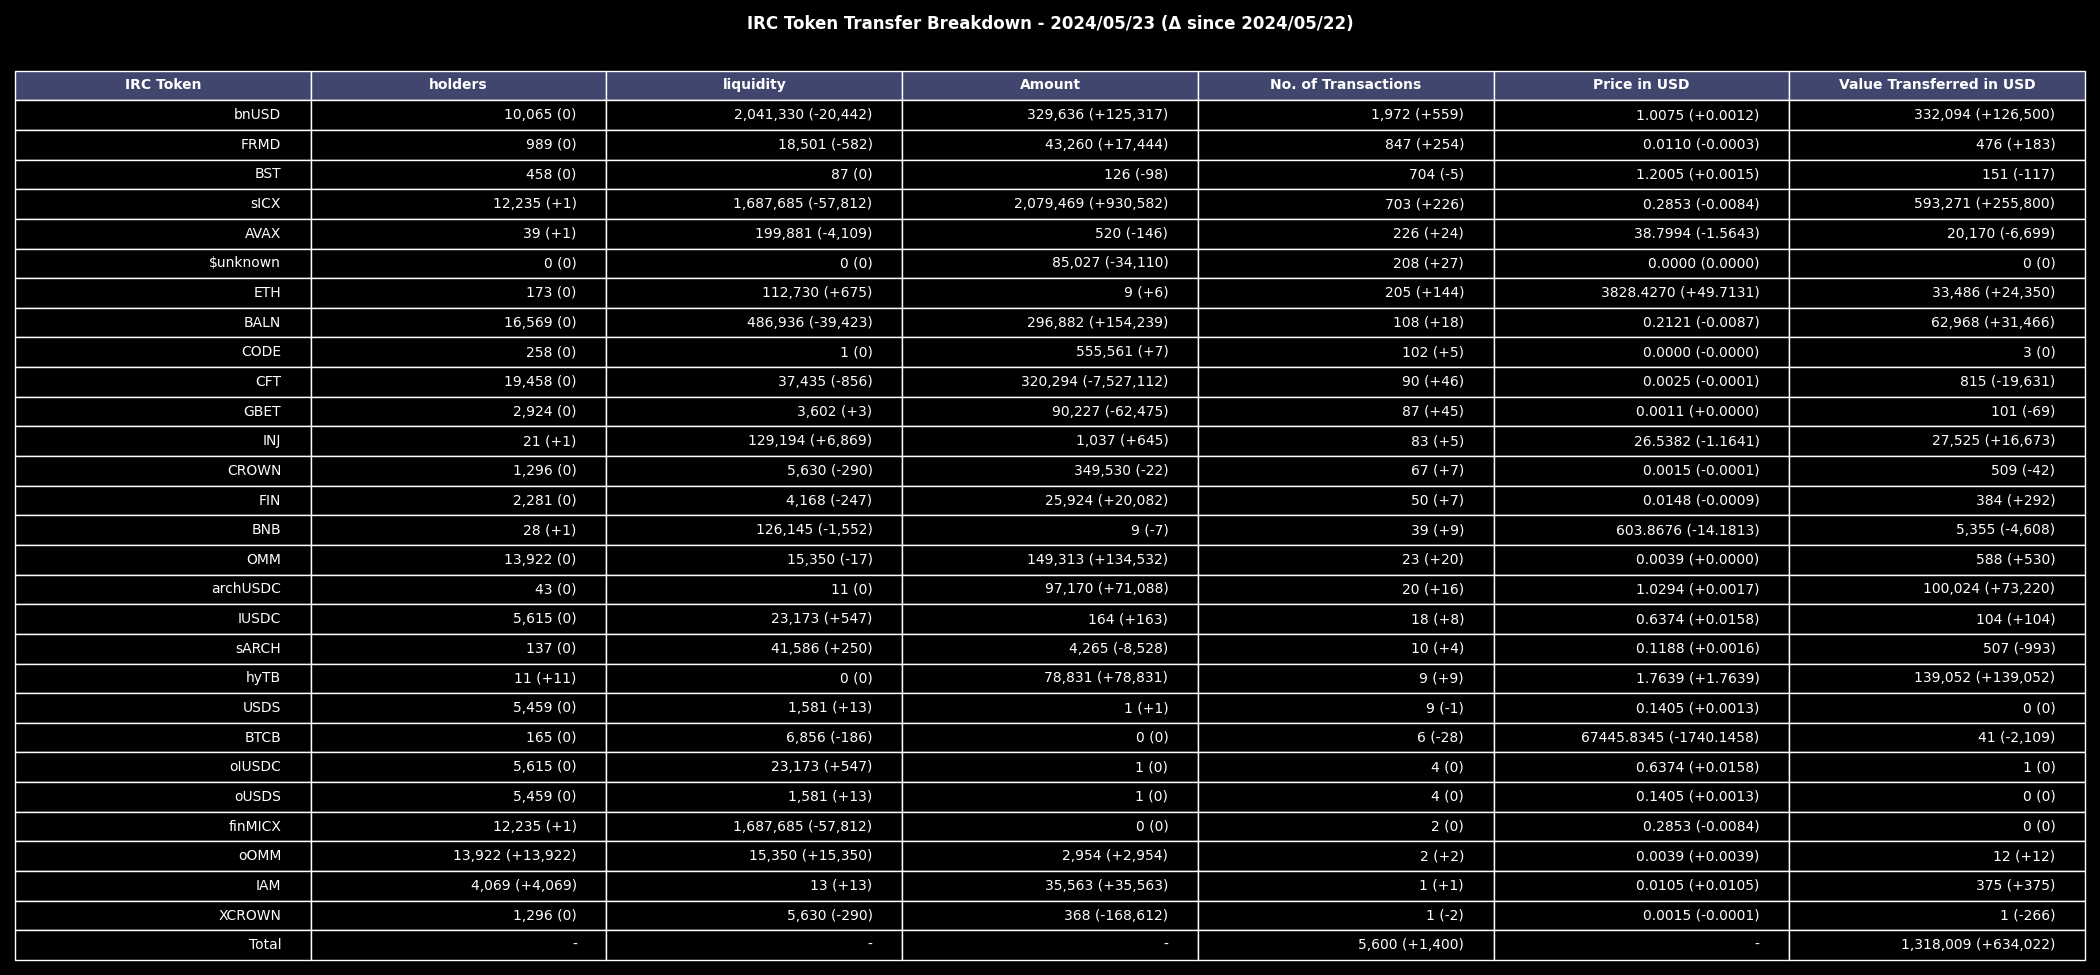 IRC Token Transfer Breakdown - 2024/05/23 (Δ since 2024/05/22)
IRC Token holders liquidity Amount No. of Transactions Price in USD Value Transferred in USD
bnUSD 10,065 (0) 2,041,330 (-20,442) 329,636 (+125,317) 1,972 (+559) 1.0075 (+0.0012) 332,094 (+126,500)
FRMD 989 (0) 18,501 (-582) 43,260 (+17,444) 847 (+254) 0.0110 (-0.0003) 476 (+183)
BST 458 (0) 87 (0) 126 (-98) 704 (-5) 1.2005 (+0.0015) 151 (-117)
sICX 12,235 (+1) 1,687,685 (-57,812) 2,079,469 (+930,582) 703 (+226) 0.2853 (-0.0084) 593,271 (+255,800)
AVAX 39 (+1) 199,881 (-4,109) 520 (-146) 226 (+24) 38.7994 (-1.5643) 20,170 (-6,699)
$unknown 0 (0) 0 (0) 85,027 (-34,110) 208 (+27) 0.0000 (0.0000) 0 (0)
ETH 173 (0) 112,730 (+675) 9 (+6) 205 (+144) 3828.4270 (+49.7131) 33,486 (+24,350)
BALN 16,569 (0) 486,936 (-39,423) 296,882 (+154,239) 108 (+18) 0.2121 (-0.0087) 62,968 (+31,466)
CODE 258 (0) 1 (0) 555,561 (+7) 102 (+5) 0.0000 (-0.0000) 3 (0)
CFT 19,458 (0) 37,435 (-856) 320,294 (-7,527,112) 90 (+46) 0.0025 (-0.0001) 815 (-19,631)
GBET 2,924 (0) 3,602 (+3) 90,227 (-62,475) 87 (+45) 0.0011 (+0.0000) 101 (-69)
INJ 21 (+1) 129,194 (+6,869) 1,037 (+645) 83 (+5) 26.5382 (-1.1641) 27,525 (+16,673)
CROWN 1,296 (0) 5,630 (-290) 349,530 (-22) 67 (+7) 0.0015 (-0.0001) 509 (-42)
FIN 2,281 (0) 4,168 (-247) 25,924 (+20,082) 50 (+7) 0.0148 (-0.0009) 384 (+292)
BNB 28 (+1) 126,145 (-1,552) 9 (-7) 39 (+9) 603.8676 (-14.1813) 5,355 (-4,608)
OMM 13,922 (0) 15,350 (-17) 149,313 (+134,532) 23 (+20) 0.0039 (+0.0000) 588 (+530)
archUSDC 43 (0) 11 (0) 97,170 (+71,088) 20 (+16) 1.0294 (+0.0017) 100,024 (+73,220)
IUSDC 5,615 (0) 23,173 (+547) 164 (+163) 18 (+8) 0.6374 (+0.0158) 104 (+104)
sARCH 137 (0) 41,586 (+250) 4,265 (-8,528) 10 (+4) 0.1188 (+0.0016) 507 (-993)
hyTB 11 (+11) 0 (0) 78,831 (+78,831) 9 (+9) 1.7639 (+1.7639) 139,052 (+139,052)
USDS 5,459 (0) 1,581 (+13) 1 (+1) 9 (-1) 0.1405 (+0.0013) 0 (0)
BTCB 165 (0) 6,856 (-186) 0 (0) 6 (-28) 67445.8345 (-1740.1458) 41 (-2,109)
oIUSDC 5,615 (0) 23,173 (+547) 1 (0) 4 (0) 0.6374 (+0.0158) 1 (0)
oUSDS 5,459 (0) 1,581 (+13) 1 (0) 4 (0) 0.1405 (+0.0013) 0 (0)
finMICX 12,235 (+1) 1,687,685 (-57,812) 0 (0) 2 (0) 0.2853 (-0.0084) 0 (0)
oOMM 13,922 (+13,922) 15,350 (+15,350) 2,954 (+2,954) 2 (+2) 0.0039 (+0.0039) 12 (+12)
IAM 4,069 (+4,069) 13 (+13) 35,563 (+35,563) 1 (+1) 0.0105 (+0.0105) 375 (+375)
XCROWN 1,296 (0) 5,630 (-290) 368 (-168,612) 1 (-2) 0.0015 (-0.0001) 1 (-266)
Total - - - 5,600 (+1,400) - 1,318,009 (+634,022)